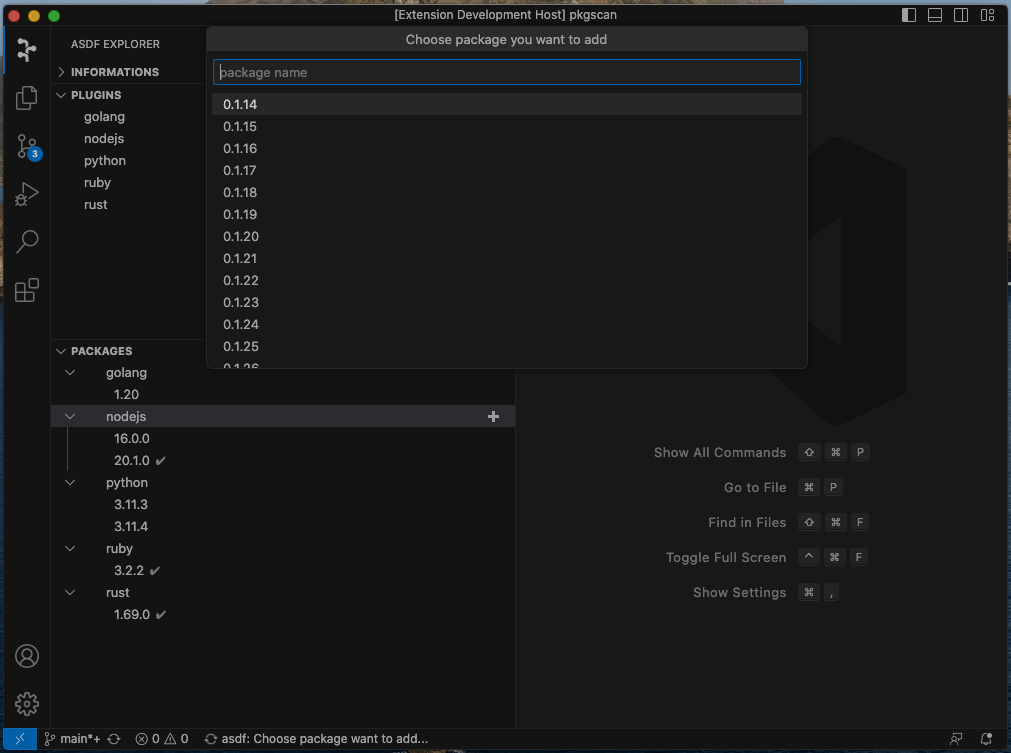 [Extension Development Host] pkgscan
ASDF EXPLORER
INFORMATIONS
PLUGINS
golang
nodejs
python
ruby
rust
Choose package you want to add
package name
0.1.14
0.1.15
0.1.16
0.1.17
0.1.18
0.1.19
0.1.20
0.1.21
0.1.22
0.1.23
0.1.24
0.1.25
0.1.26
PACKAGES
golang
1.20
nodejs
16.0.0
20.1.0 ✔
python
3.11.3
3.11.4
ruby
3.2.2 ✔
rust
1.69.0 ✔
Show All Commands ⇧ ⌘ P
Go to File ⌘ P
Find in Files ⇧ ⌘ F
Toggle Full Screen ^ ⌘ F
Show Settings ⌘ ,
3
main*+ 0 0 asdf: Choose package want to add...